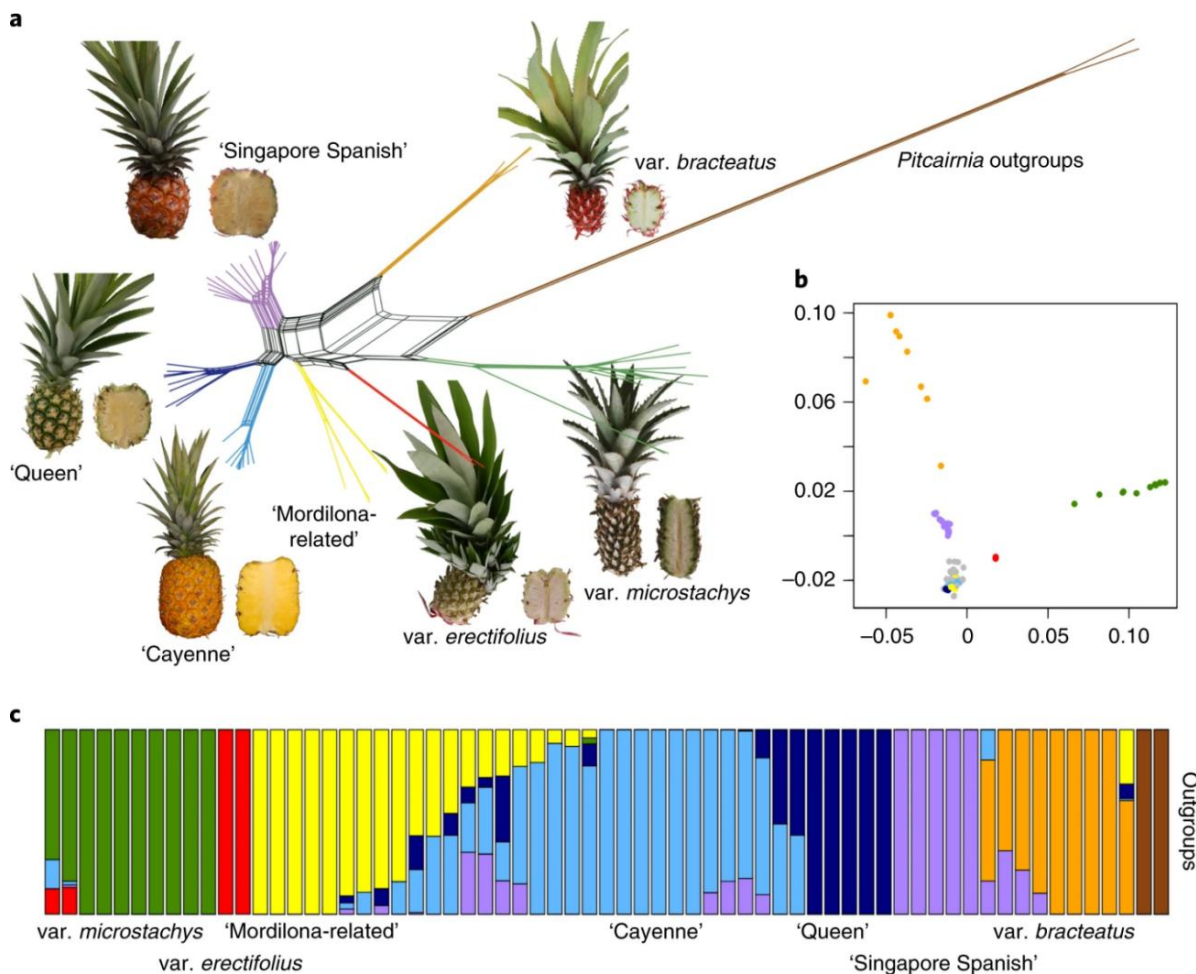 a
'Singapore Spanish'
var. bracteatus
Pitcairnia outgroups
'Queen'
'Mordilona-
related'
'Cayenne'
var. erectifolius
var. microstachys
b
0.10
0.06
0.02
−0.02
−0.05
0
0.05
0.10
c
Outgroups
var. microstachys
'Mordilona-related'
'Cayenne'
'Queen'
var. bracteatus
var. erectifolius
'Singapore Spanish'